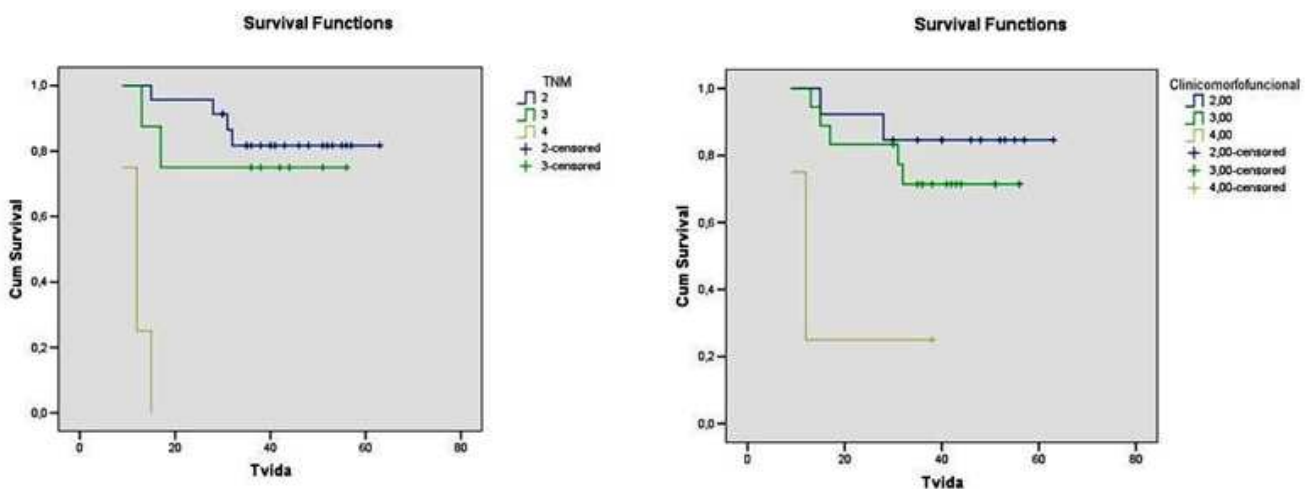 Survival Functions
1,0
0,8
0,6
0,4
0,2
0,0
Cum Survival
0
20
40
60
80
Tvida
TNM
2
3
4
2-censored
3-censored
Survival Functions
1,0
0,8
0,6
0,4
0,2
0,0
Cum Survival
0
20
40
60
80
Tvida
Clinicomorfofuncional
2,00
3,00
4,00
2,00-censored
3,00-censored
4,00-censored